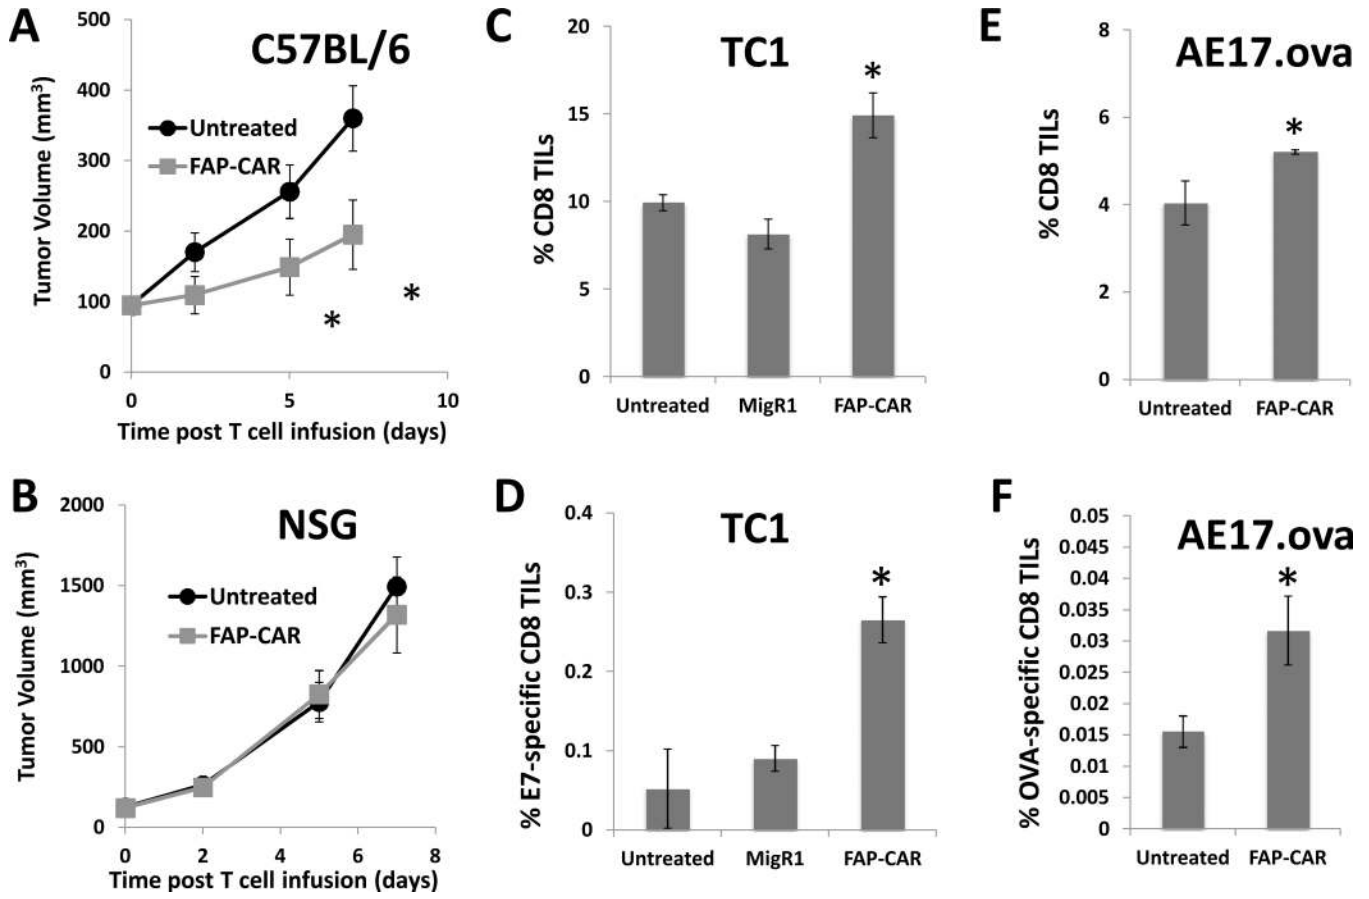 A
C57BL/6
500
400
300
200
100
0
Tumor Volume (mm³)
Untreated
FAP-CAR
*
*
0
5
10
Time post T cell infusion (days)
B
NSG
2000
1500
1000
500
0
Tumor Volume (mm³)
Untreated
FAP-CAR
0
2
4
6
8
Time post T cell infusion (days)
C
TC1
20
15
10
5
0
% CD8 TILs
*
Untreated
MigR1
FAP-CAR
D
TC1
0.4
0.3
0.2
0.1
0
% E7-specific CD8 TILs
*
Untreated
MigR1
FAP-CAR
E
AE17.ova
8
6
4
2
0
% CD8 TILs
*
Untreated
FAP-CAR
F
AE17.ova
0.05
0.045
0.04
0.035
0.03
0.025
0.02
0.015
0.01
0.005
0
% OVA-specific CD8 TILs
*
Untreated
FAP-CAR